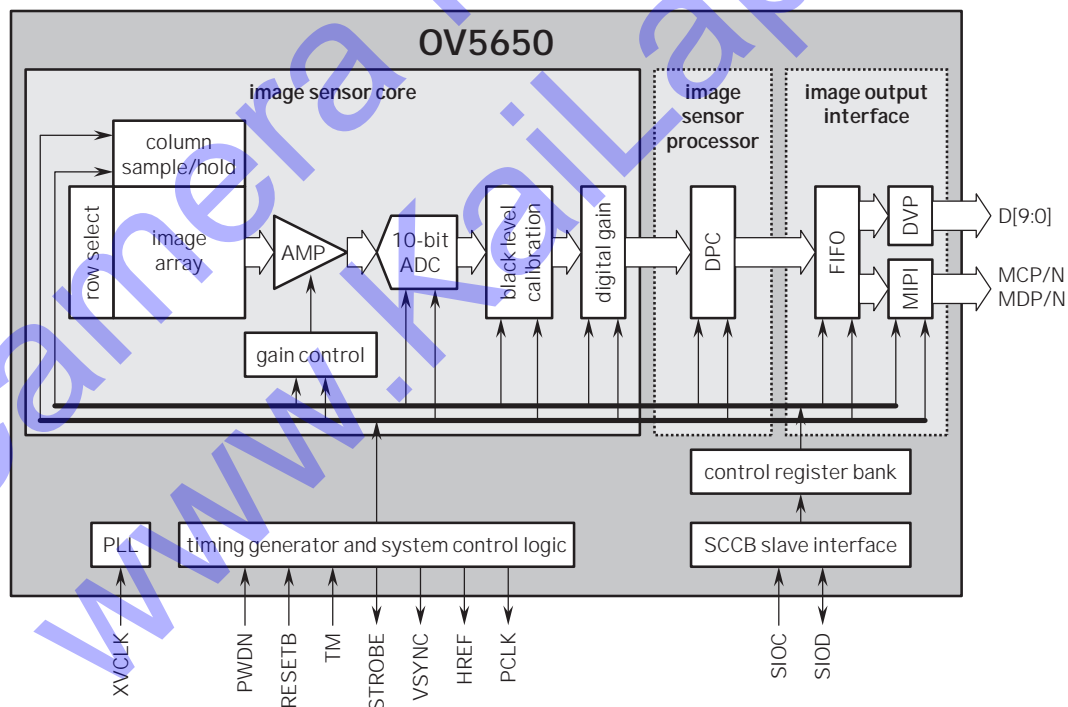 OV5650
image sensor core
image
sensor
processor
image output
interface
column
sample/hold
row select
image
array
AMP
10-bit
ADC
black level
callibration
digital gain
DPC
FIFO
DVP
MIPI
D[9:0]
MCP/N
MDP/N
gain control
control register bank
PLL
timing generator and system control logic
SCCB slave interface
XVCLK
PWDN
RESETB
TM
STROBE
VSYNC
HREF
PCLK
SIOC
SIOD
camera
www.KaiLap